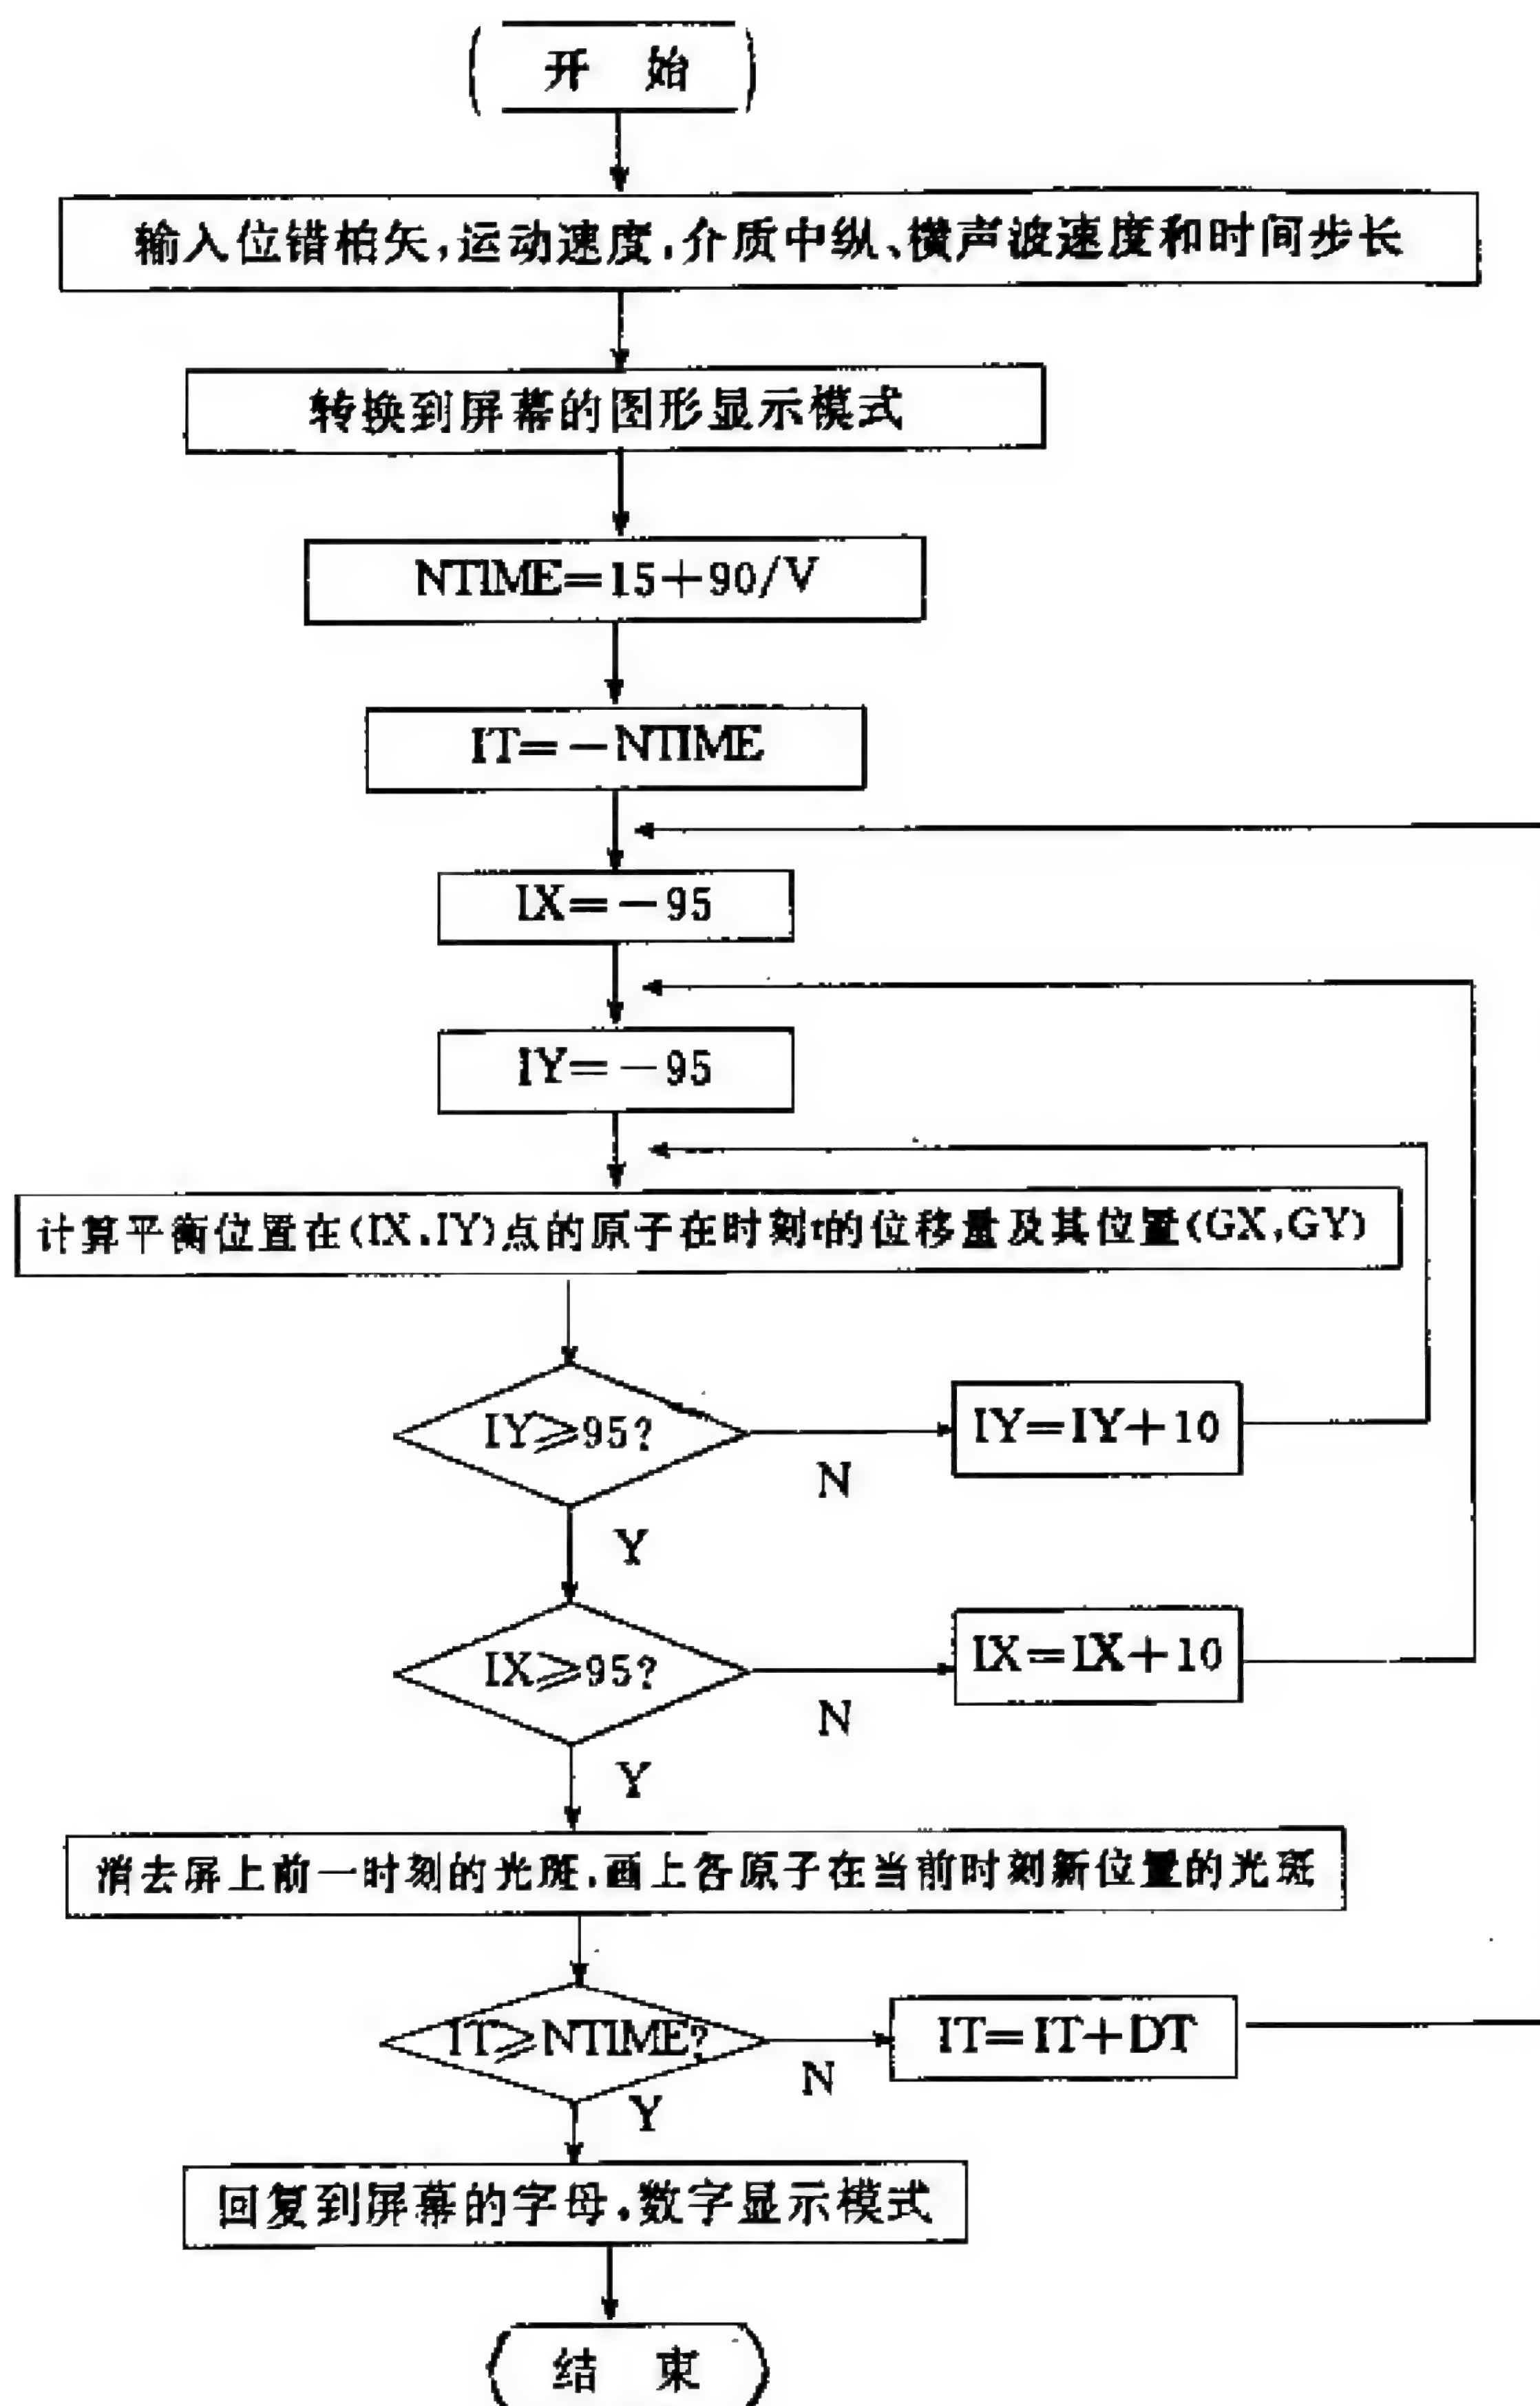 开 始
输入位错柏矢,运动速度,介质中纵、横声波速度和时间步长
转换到屏幕的图形显示模式
NTIME=15+90/V
IT=-NTIME
IX=-95
IY=-95
计算平衡位置在(IX,IY)点的原子在时刻t的位移量及其位置(GX,GY)
IY≥95?
IY=IY+10
N
Y
IX≥95?
IX=IX+10
N
Y
消去屏上前一时刻的光斑,画上各原子在当前时刻新位置的光斑
IT≥NTIME?
IT=IT+DT
N
Y
回复到屏幕的字母,数字显示模式
结 束